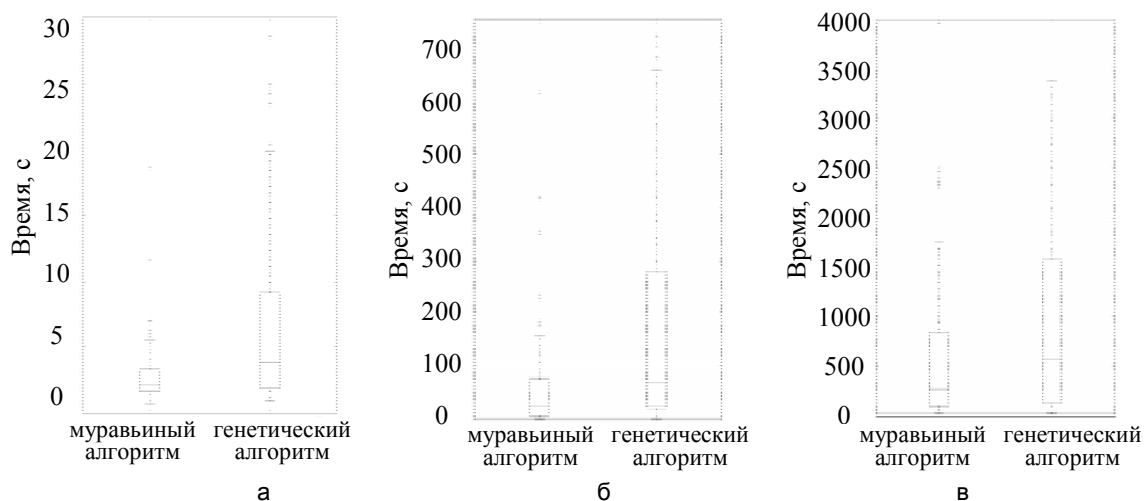 30
25
20
15
10
5
0
Время, с
муравьиный
алгоритм
генетический
алгоритм
а
700
600
500
400
300
200
100
0
Время, с
муравьиный
алгоритм
генетический
алгоритм
б
4000
3500
3000
2500
2000
1500
1000
500
0
Время, с
муравьиный
алгоритм
генетический
алгоритм
в